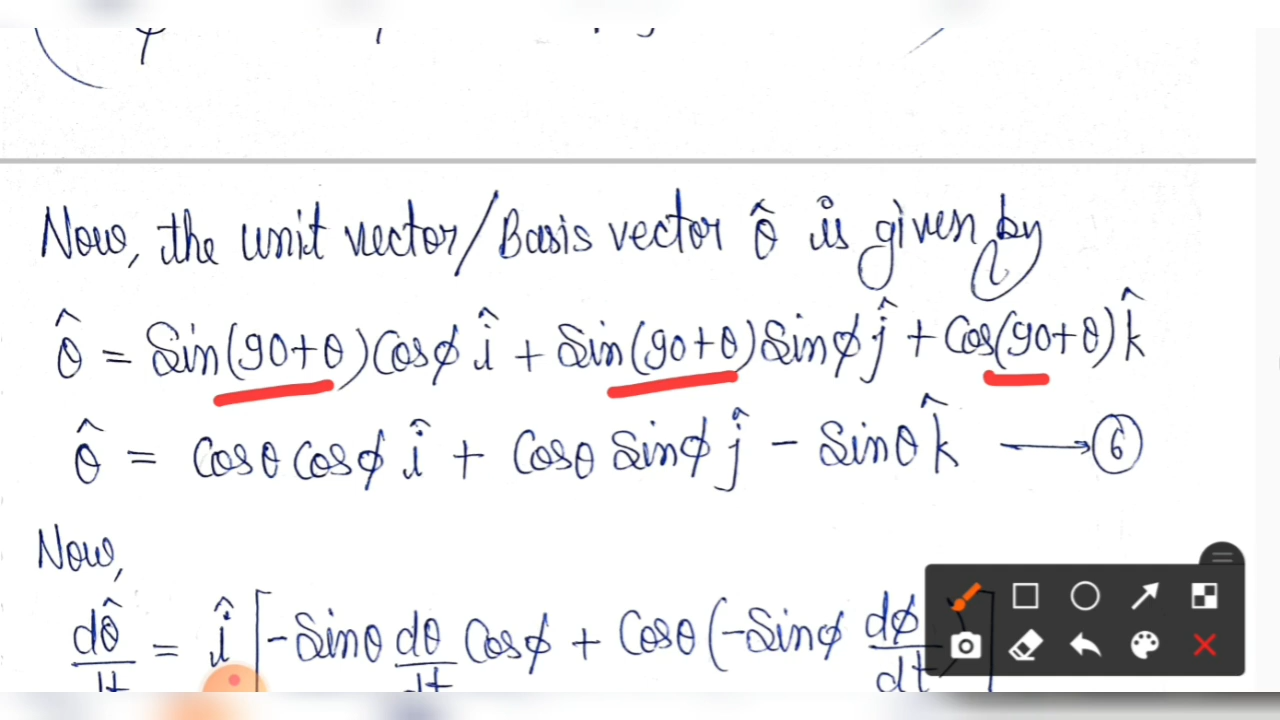 Now, the unit vector/Basis vector θ̂ is given by
θ̂ = Sin(90+θ)Cosϕ î + Sin(90+θ)Sinϕ ĵ + Cos(90+θ) k̂
θ̂ = Cosθ Cosϕ î + Cosθ Sinϕ ĵ - Sinθ k̂ ⟶ ⑥
Now,
dθ̂/dt = î [-Sinθ dθ/dt Cosϕ + Cosθ (-Sinϕ dϕ/dt)]